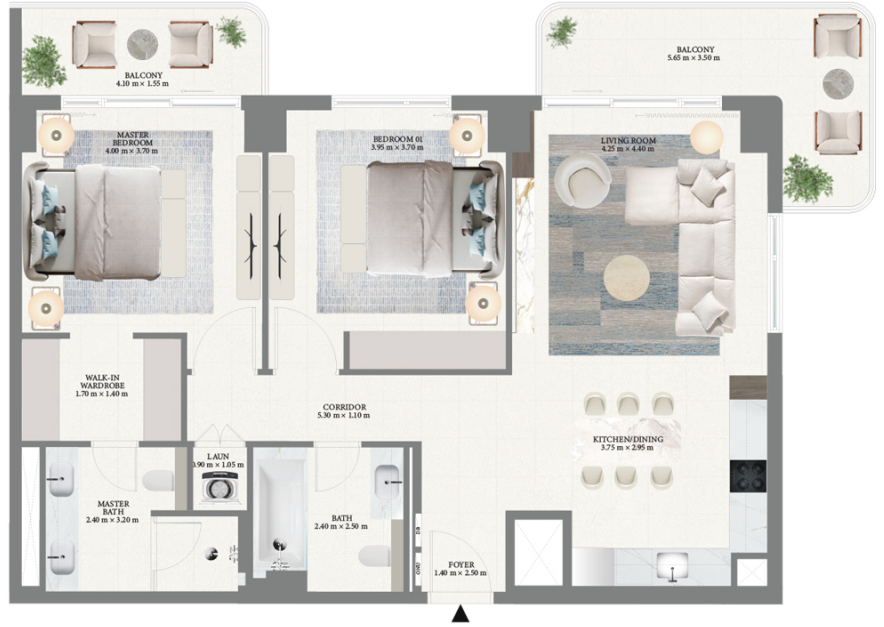 BALCONY
4.10 m × 1.55 m
BALCONY
5.65 m × 3.50 m
MASTER
BEDROOM
4.00 m × 3.70 m
BEDROOM 01
3.95 m × 3.70 m
LIVING ROOM
4.25 m × 4.40 m
WALK-IN
WARDROBE
1.70 m × 1.40 m
CORRIDOR
5.30 m × 1.10 m
KITCHEN/DINING
3.75 m × 2.95 m
LAUN
0.90 m × 1.05 m
MASTER
BATH
2.40 m × 3.20 m
BATH
2.40 m × 2.50 m
DB
DWD
FOYER
1.40 m × 2.50 m